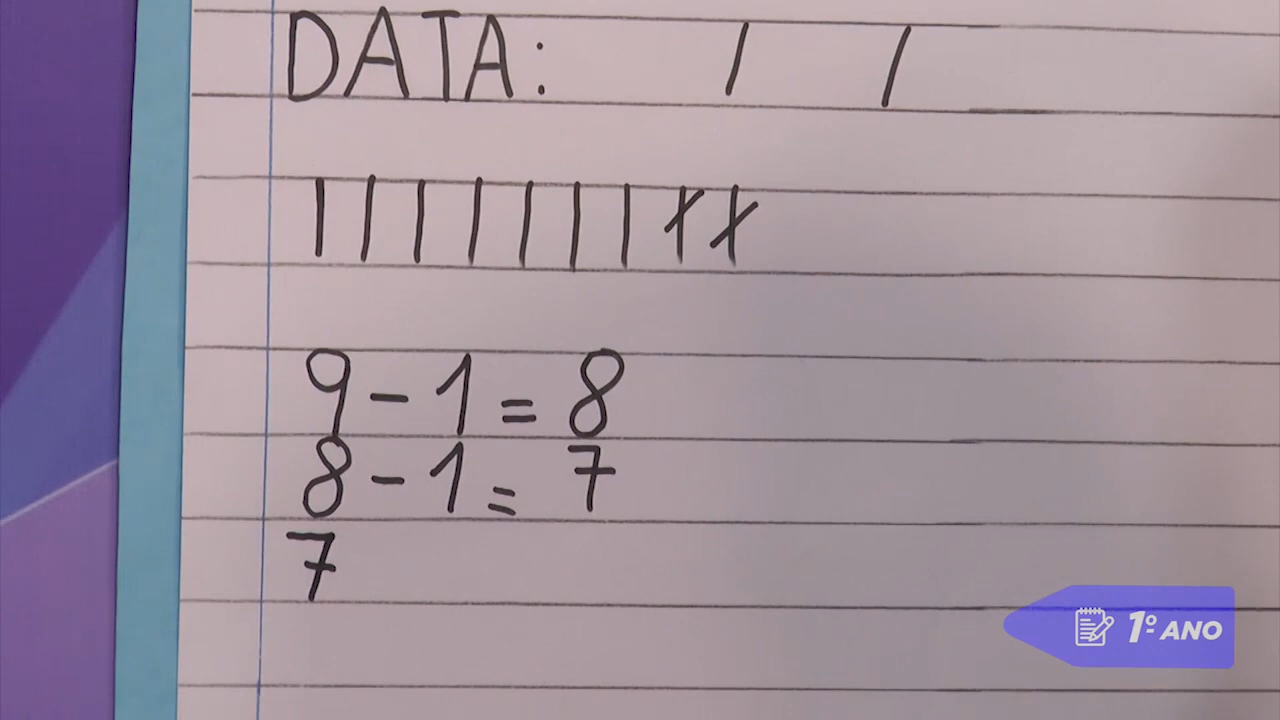 DATA: / /
9 - 1 = 8
8 - 1 = 7
7
1º ANO